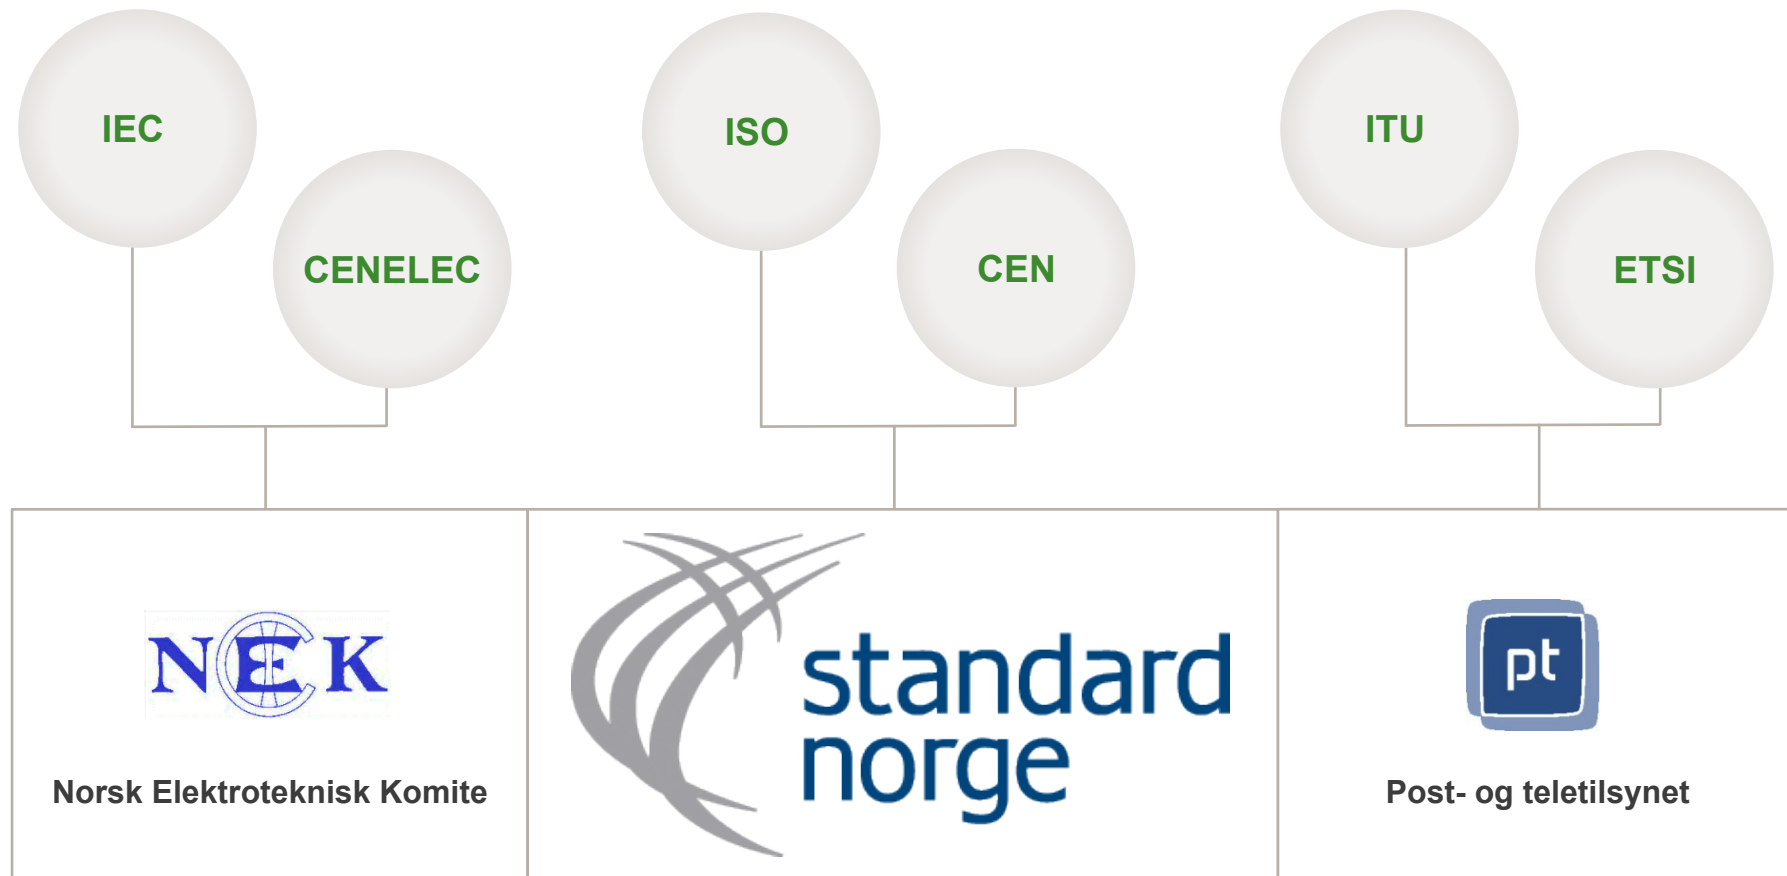 IEC
CENELEC
ISO
CEN
ITU
ETSI
NEK
Norsk Elektroteknisk Komite
standard
norge
pt
Post- og teletilsynet